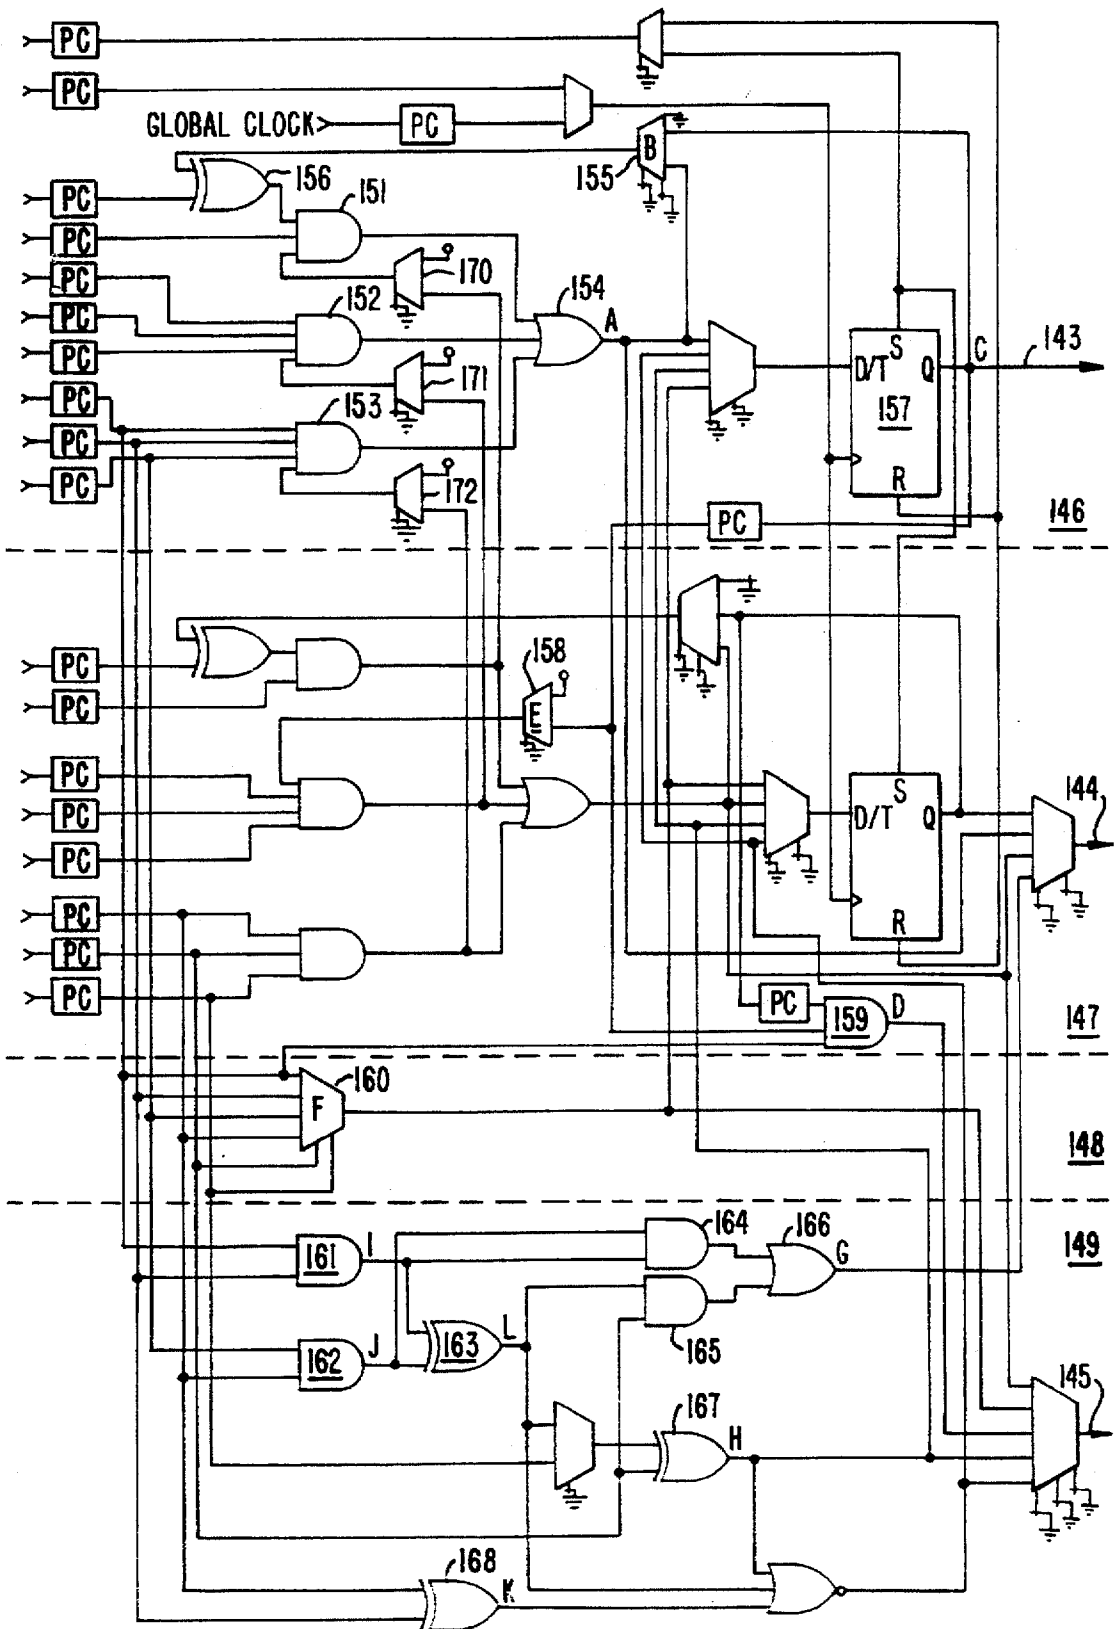 PC
PC
GLOBAL CLOCK
PC
B
155
156
PC
151
PC
170
PC
152
154
A
PC
S
C
143
PC
171
D/T
Q
157
PC
153
PC
R
PC
172
PC
146
158
PC
E
PC
PC
S
144
PC
D/T
Q
PC
PC
R
PC
PC
PC
159
D
147
160
F
148
164
166
149
161
I
G
L
J
163
165
162
145
167
H
168
K